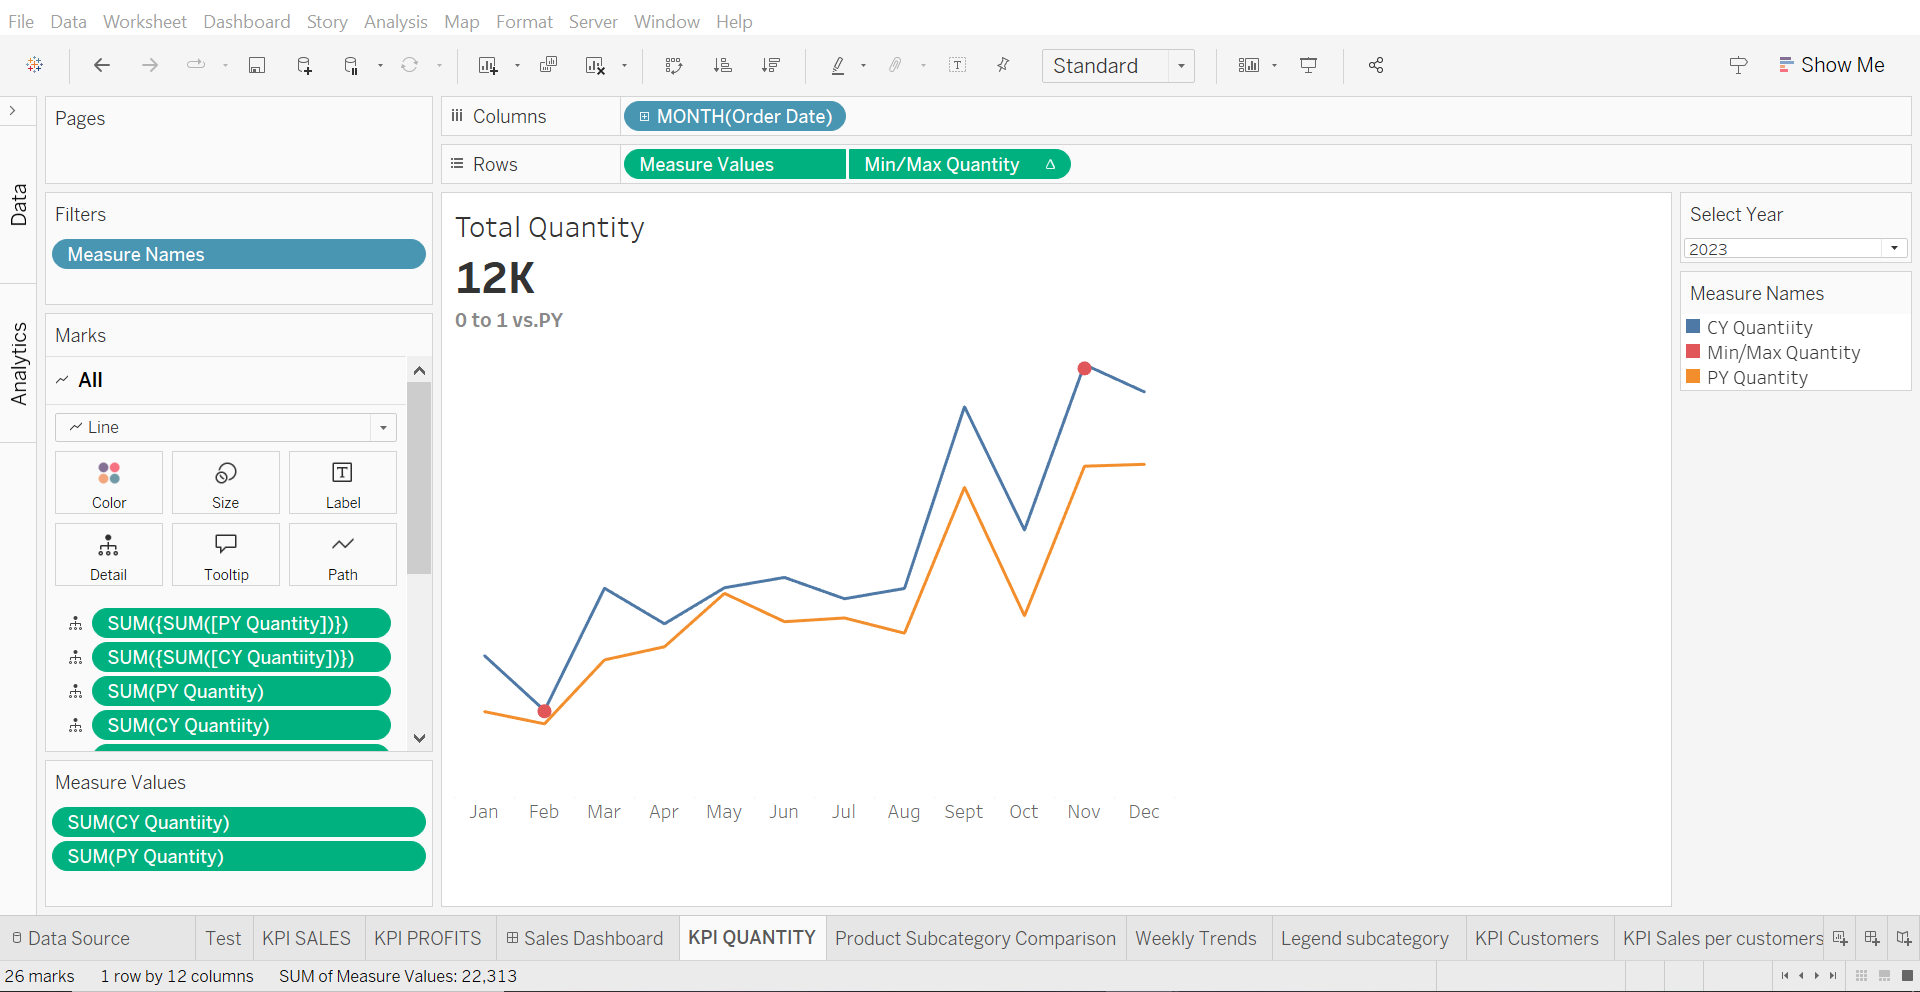 File Data Worksheet Dashboard Story Analysis Map Format Server Window Help
Standard
Show Me
Data
Analytics
Pages
Filters
Measure Names
Marks
All
Line
Color Size Label
Detail Tooltip Path
SUM({SUM([PY Quantity])})
SUM({SUM([CY Quantiity])})
SUM(PY Quantity)
SUM(CY Quantiity)
Measure Values
SUM(CY Quantiity)
SUM(PY Quantity)
Columns MONTH(Order Date)
Rows Measure Values Min/Max Quantity
Total Quantity
12K
0 to 1 vs.PY
Jan Feb Mar Apr May Jun Jul Aug Sept Oct Nov Dec
Select Year
2023
Measure Names
CY Quantiity
Min/Max Quantity
PY Quantity
Data Source Test KPI SALES KPI PROFITS Sales Dashboard KPI QUANTITY Product Subcategory Comparison Weekly Trends Legend subcategory KPI Customers KPI Sales per customers
26 marks 1 row by 12 columns SUM of Measure Values: 22,313